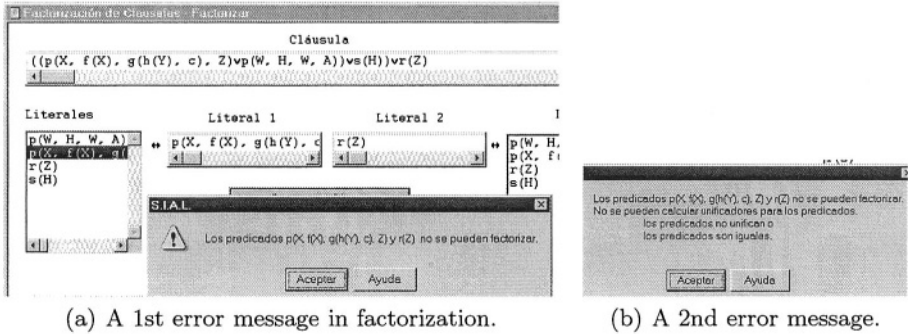 Factorización de Cláusulas - Factorizar
Cláusula
((p(X, f(X), g(h(Y), c), Z)vp(W, H, W, A))vs(H))vr(Z)
Literales
Literal 1
Literal 2
p(W, H, W, A)
p(X, f(X), g(
r(Z)
s(H)
p(X, f(X), g(h(Y), c
r(Z)
p(W, H,
p(X, f(
r(Z)
s(H)
S.I.A.L.
Los predicados p(X, f(X), g(h(Y), c), Z) y r(Z) no se pueden factorizar.
Aceptar
Ayuda
(a) A 1st error message in factorization.
Los predicados p(X, f(X), g(h(Y), c), Z) y r(Z) no se pueden factorizar.
No se pueden calcular unificadores para los predicados.
los predicados no unifican o
los predicados son iguales.
Aceptar
Ayuda
(b) A 2nd error message.